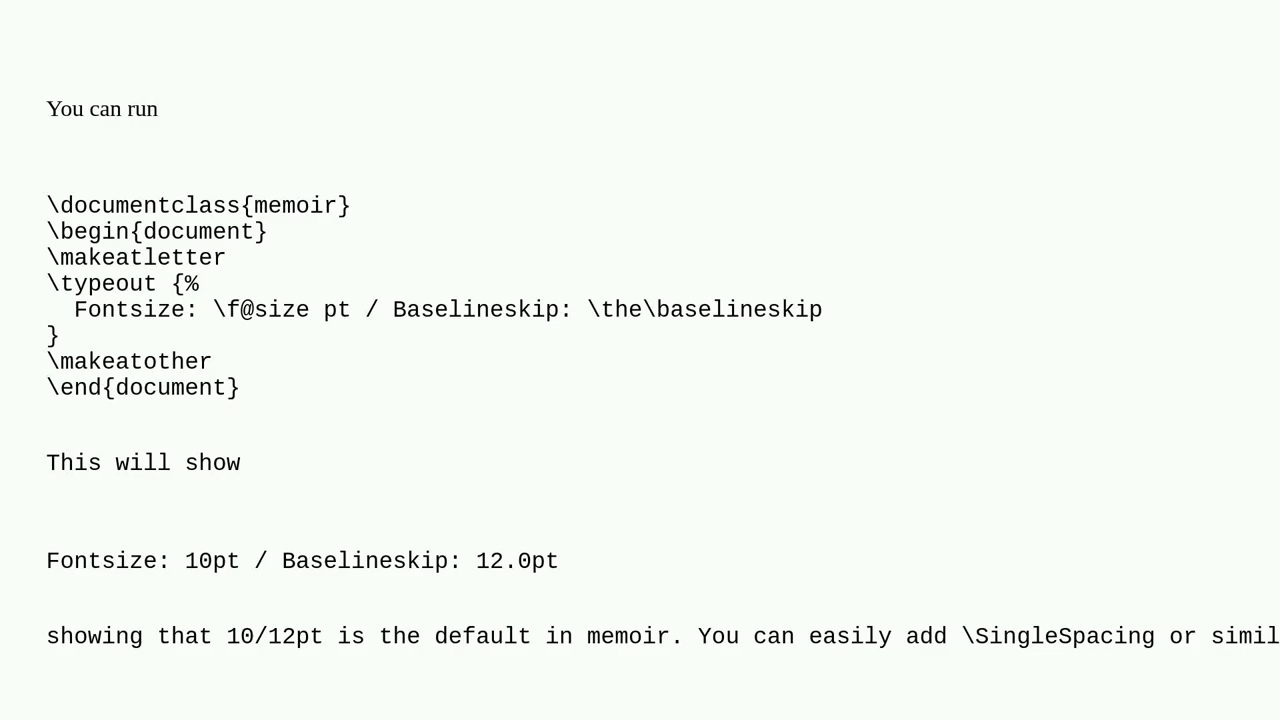 You can run
\documentclass{memoir}
\begin{document}
\makeatletter
\typeout {%
  Fontsize: \f@size pt / Baselineskip: \the\baselineskip
}
\makeatother
\end{document}
This will show
Fontsize: 10pt / Baselineskip: 12.0pt
showing that 10/12pt is the default in memoir. You can easily add \SingleSpacing or simil